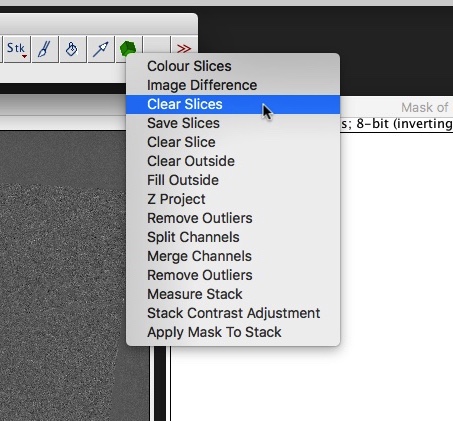 Stk
>>
Colour Slices
Image Difference
Clear Slices
Mask of
Save Slices
s; 8-bit (inverting
Clear Slice
Clear Outside
Fill Outside
Z Project
Remove Outliers
Split Channels
Merge Channels
Remove Outliers
Measure Stack
Stack Contrast Adjustment
Apply Mask To Stack